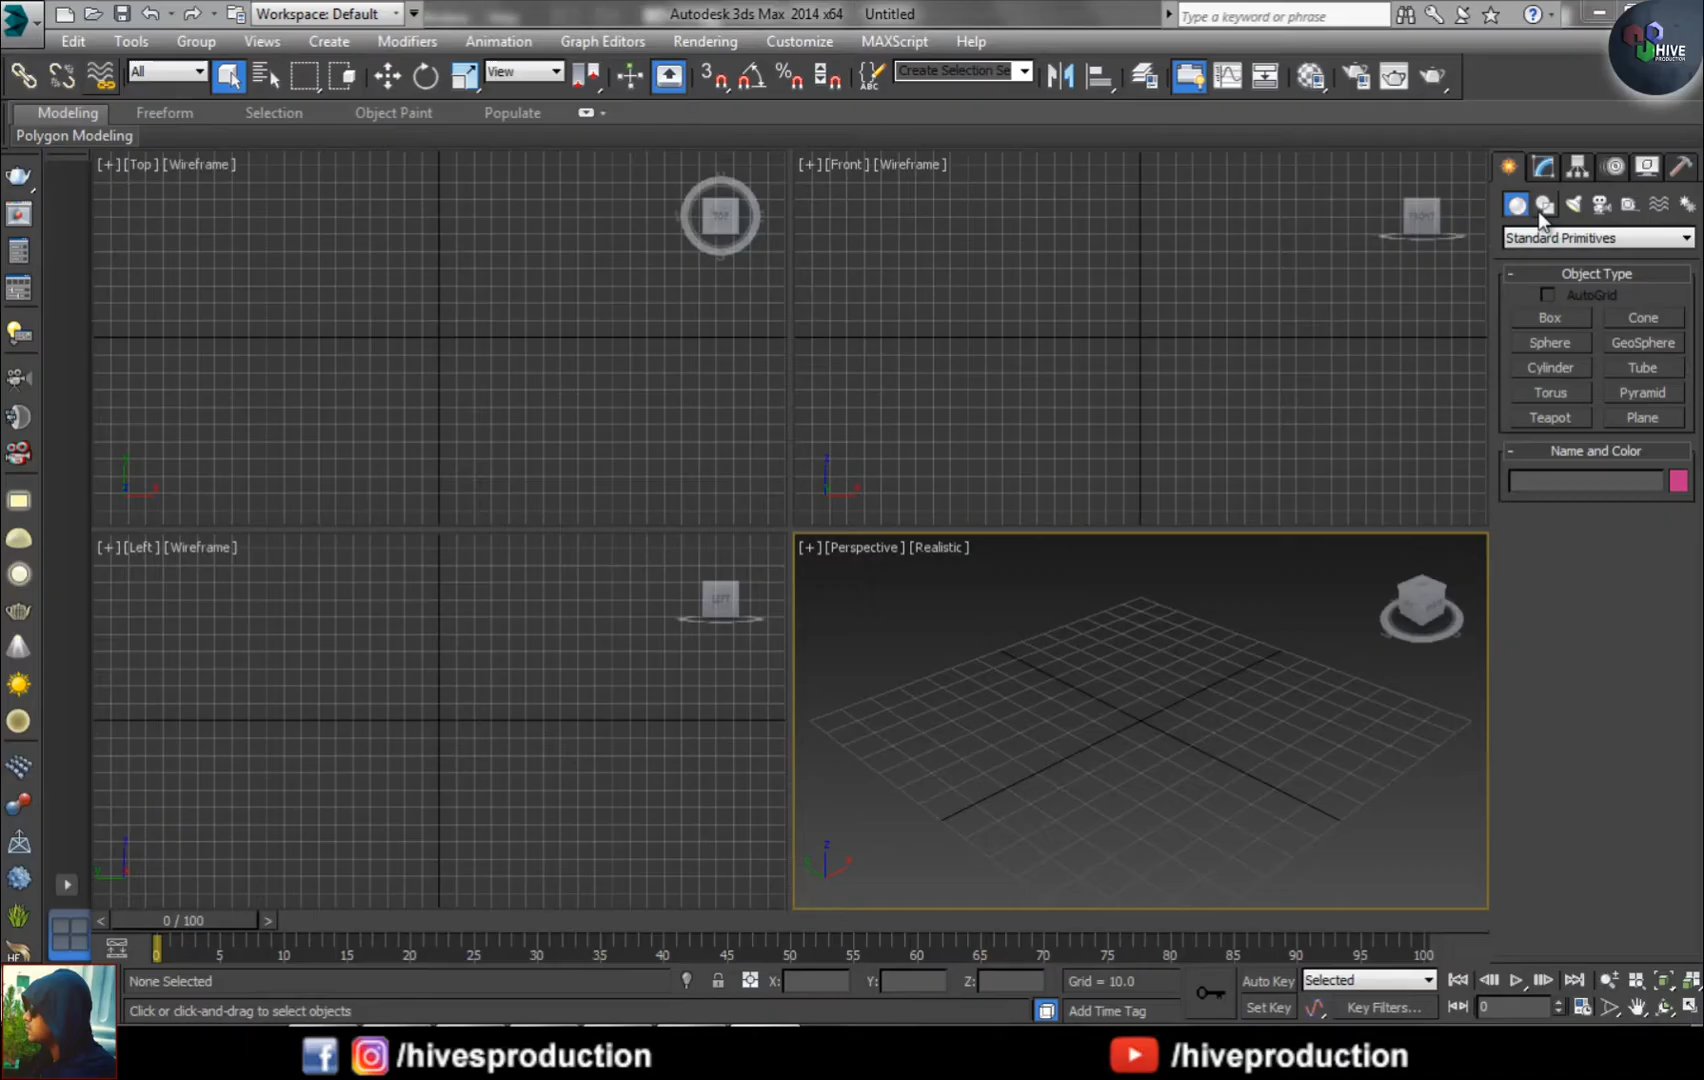 Workspace: Default
Autodesk 3ds Max 2014 x64
Untitled
Type a keyword or phrase
HIVE
PRODUCTION
Edit
Tools
Group
Views
Create
Modifiers
Animation
Graph Editors
Rendering
Customize
MAXScript
Help
All
View
3
%
ABC
Create Selection Se
Modeling
Freeform
Selection
Object Paint
Populate
Polygon Modeling
[+][Top][Wireframe]
TOP
[+][Front][Wireframe]
FRONT
Standard Primitives
- Object Type
AutoGrid
Box
Cone
Sphere
GeoSphere
Cylinder
Tube
Torus
Pyramid
Teapot
Plane
- Name and Color
[+][Left][Wireframe]
LEFT
[+][Perspective][Realistic]
z
x
HF
< 0 / 100 >
0 5 10 15 20 25 30 35 40 45 50 55 60 65 70 75 80 85 90 95 100
None Selected
X:
Y:
Z:
Grid = 10.0
Auto Key
Selected
Click or click-and-drag to select objects
Add Time Tag
Set Key
Key Filters...
0
/hivesproduction
/hiveproduction